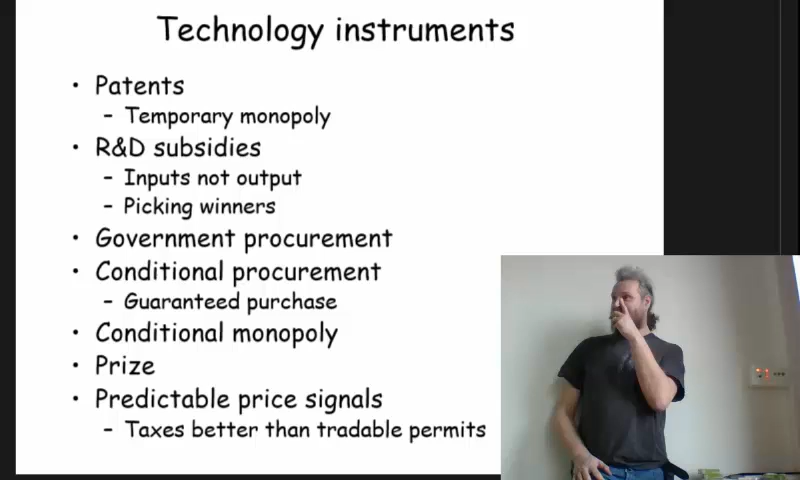 Technology instruments
• Patents
– Temporary monopoly
• R&D subsidies
– Inputs not output
– Picking winners
• Government procurement
• Conditional procurement
– Guaranteed purchase
• Conditional monopoly
• Prize
• Predictable price signals
– Taxes better than tradable permits